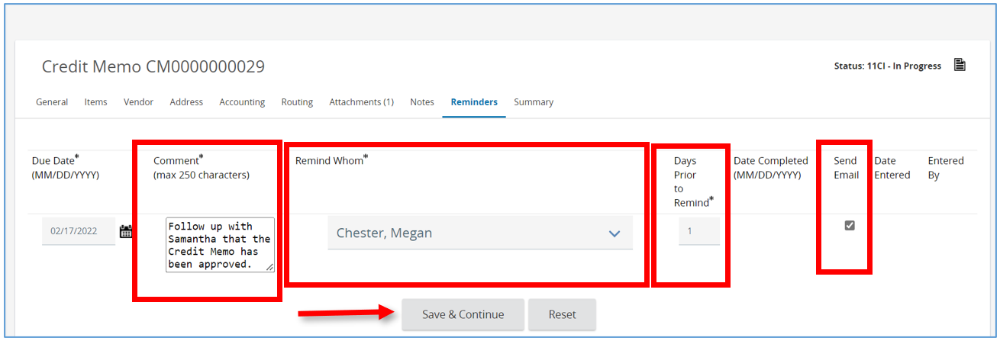 Credit Memo CM0000000029
Status: 11CI - In Progress
General Items Vendor Address Accounting Routing Attachments (1) Notes Reminders Summary
Due Date*
(MM/DD/YYYY)
Comment*
(max 250 characters)
Remind Whom*
Days
Prior
to
Remind*
Date Completed
(MM/DD/YYYY)
Send
Email
Date
Entered
Entered
By
02/17/2022
Follow up with
Samantha that the
Credit Memo has
been approved.
Chester, Megan
1
Save & Continue
Reset